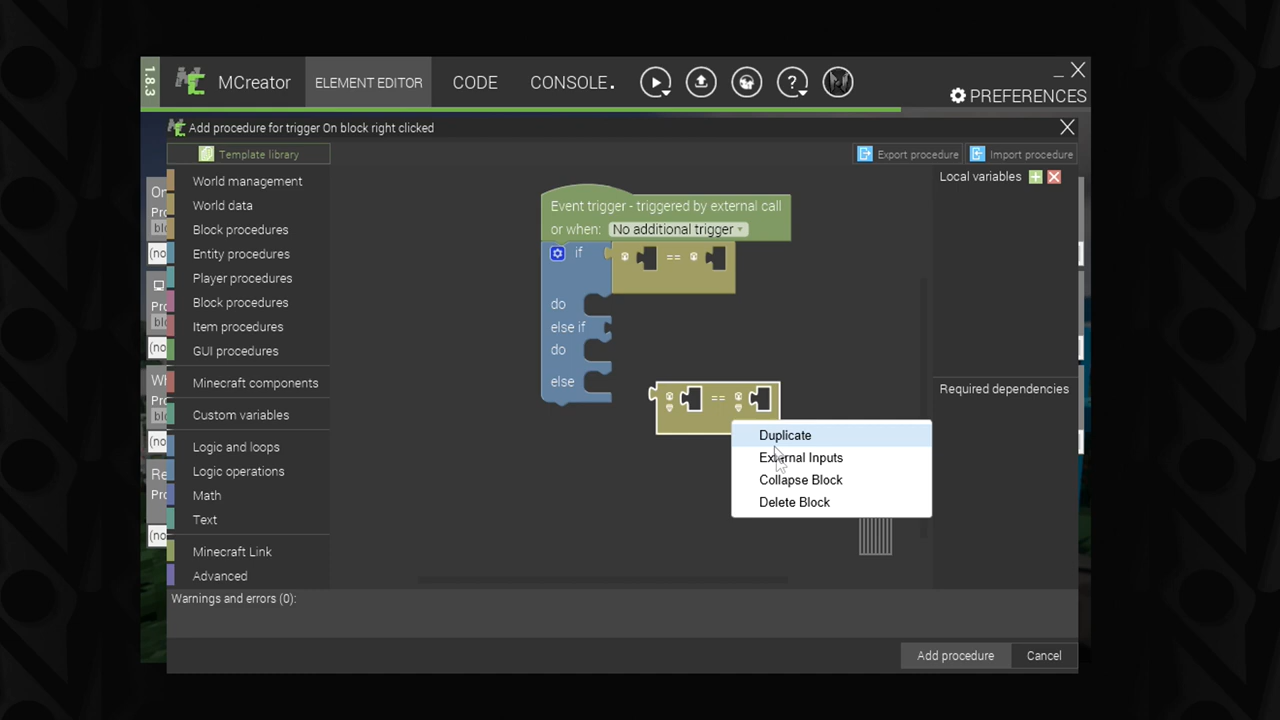 1.8.3
MCreator
ELEMENT EDITOR
CODE
CONSOLE.
PREFERENCES
Add procedure for trigger On block right clicked
Template library
Export procedure
Import procedure
World management
World data
Block procedures
Entity procedures
Player procedures
Block procedures
Item procedures
GUI procedures
Minecraft components
Custom variables
Logic and loops
Logic operations
Math
Text
Minecraft Link
Advanced
Event trigger - triggered by external call
or when: No additional trigger
if ==
do
else if
do
else
==
Duplicate
External Inputs
Collapse Block
Delete Block
Local variables
Required dependencies
Warnings and errors (0):
Add procedure
Cancel